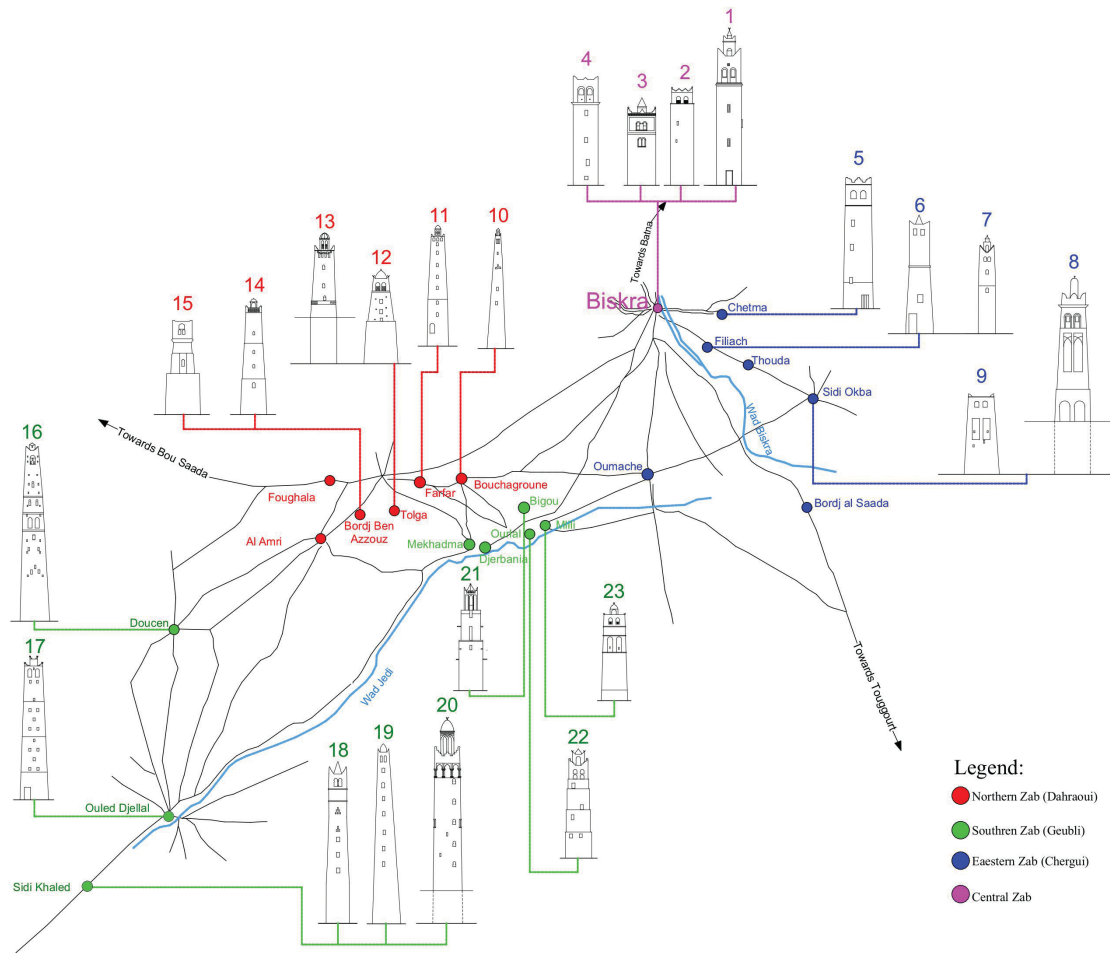 1
4
2
3
5
6
7
8
9
10
11
13
12
14
15
Towards Batna
Biskra
Chetma
Filiach
Thouda
Sidi Okba
Wad Biskra
Towards Bou Saada
Foughala
Farfar
Bouchagroune
Oumache
Bordj al Saada
Bordj Ben
Azzouz
Tolga
Bigou
Al Amri
Mekhadma
Djerbania
Ourlal
Milli
16
Doucen
17
Wad Jedi
21
23
Towards Touggourt
20
19
18
22
Ouled Djellal
Sidi Khaled
Legend:
Northern Zab (Dahraoui)
Southren Zab (Geubli)
Eaestern Zab (Chergui)
Central Zab